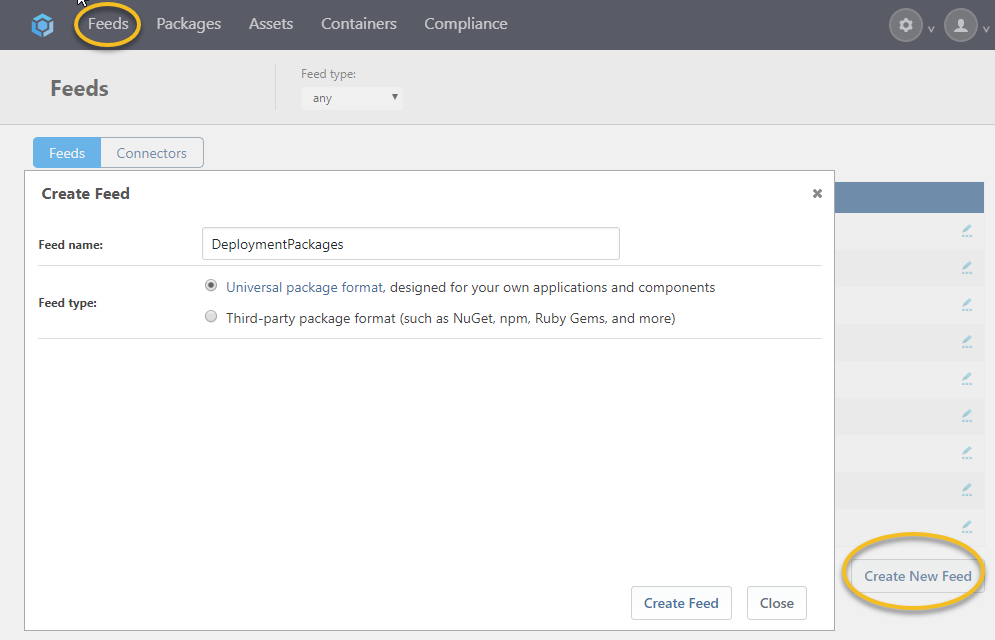 Feeds Packages Assets Containers Compliance
Feeds
Feed type:
any
Feeds Connectors
Create Feed
Feed name: DeploymentPackages
Feed type:
Universal package format, designed for your own applications and components
Third-party package format (such as NuGet, npm, Ruby Gems, and more)
Create New Feed
Create Feed Close